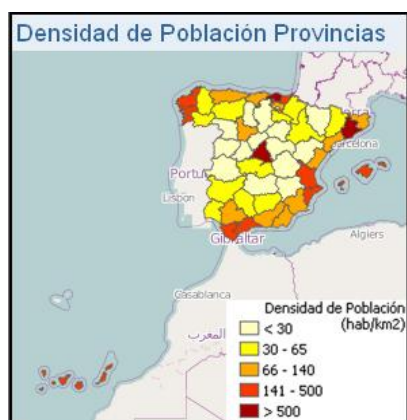 Densidad de Población Provincias
Portu
Lisbón
Barcelona
Gibraltar
Algiers
Casablanca
المغرب
Densidad de Población
(hab/km2)
< 30
30 - 65
66 - 140
141 - 500
> 500